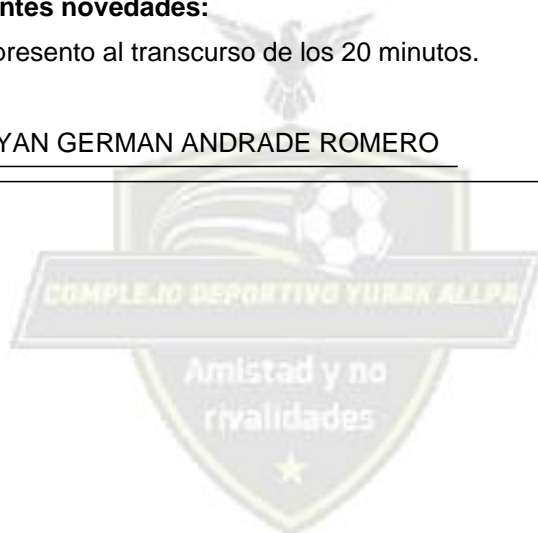 ntes novedades:
presento al transcurso de los 20 minutos.
YAN GERMAN ANDRADE ROMERO
COMPLEJO DEPORTIVO YURAK ALLPA
Amistad y no
rivalidades